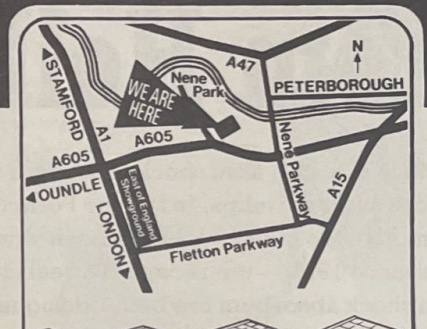 A47
N
PETERBOROUGH
STAMFORD
WE ARE
HERE
Nene
Park
A1
A605
A605
OUNDLE
East of England
Showground
LONDON
Nene Parkway
A15
Fletton Parkway